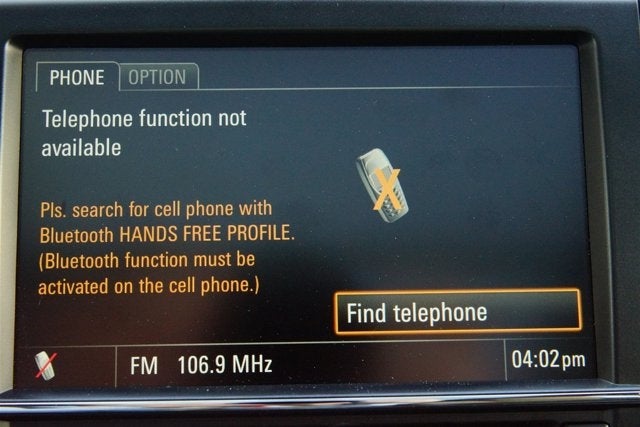 PHONE OPTION
Telephone function not
available
Pls. search for cell phone with
Bluetooth HANDS FREE PROFILE.
(Bluetooth function must be
activated on the cell phone.)
Find telephone
FM 106.9 MHz 04:02pm